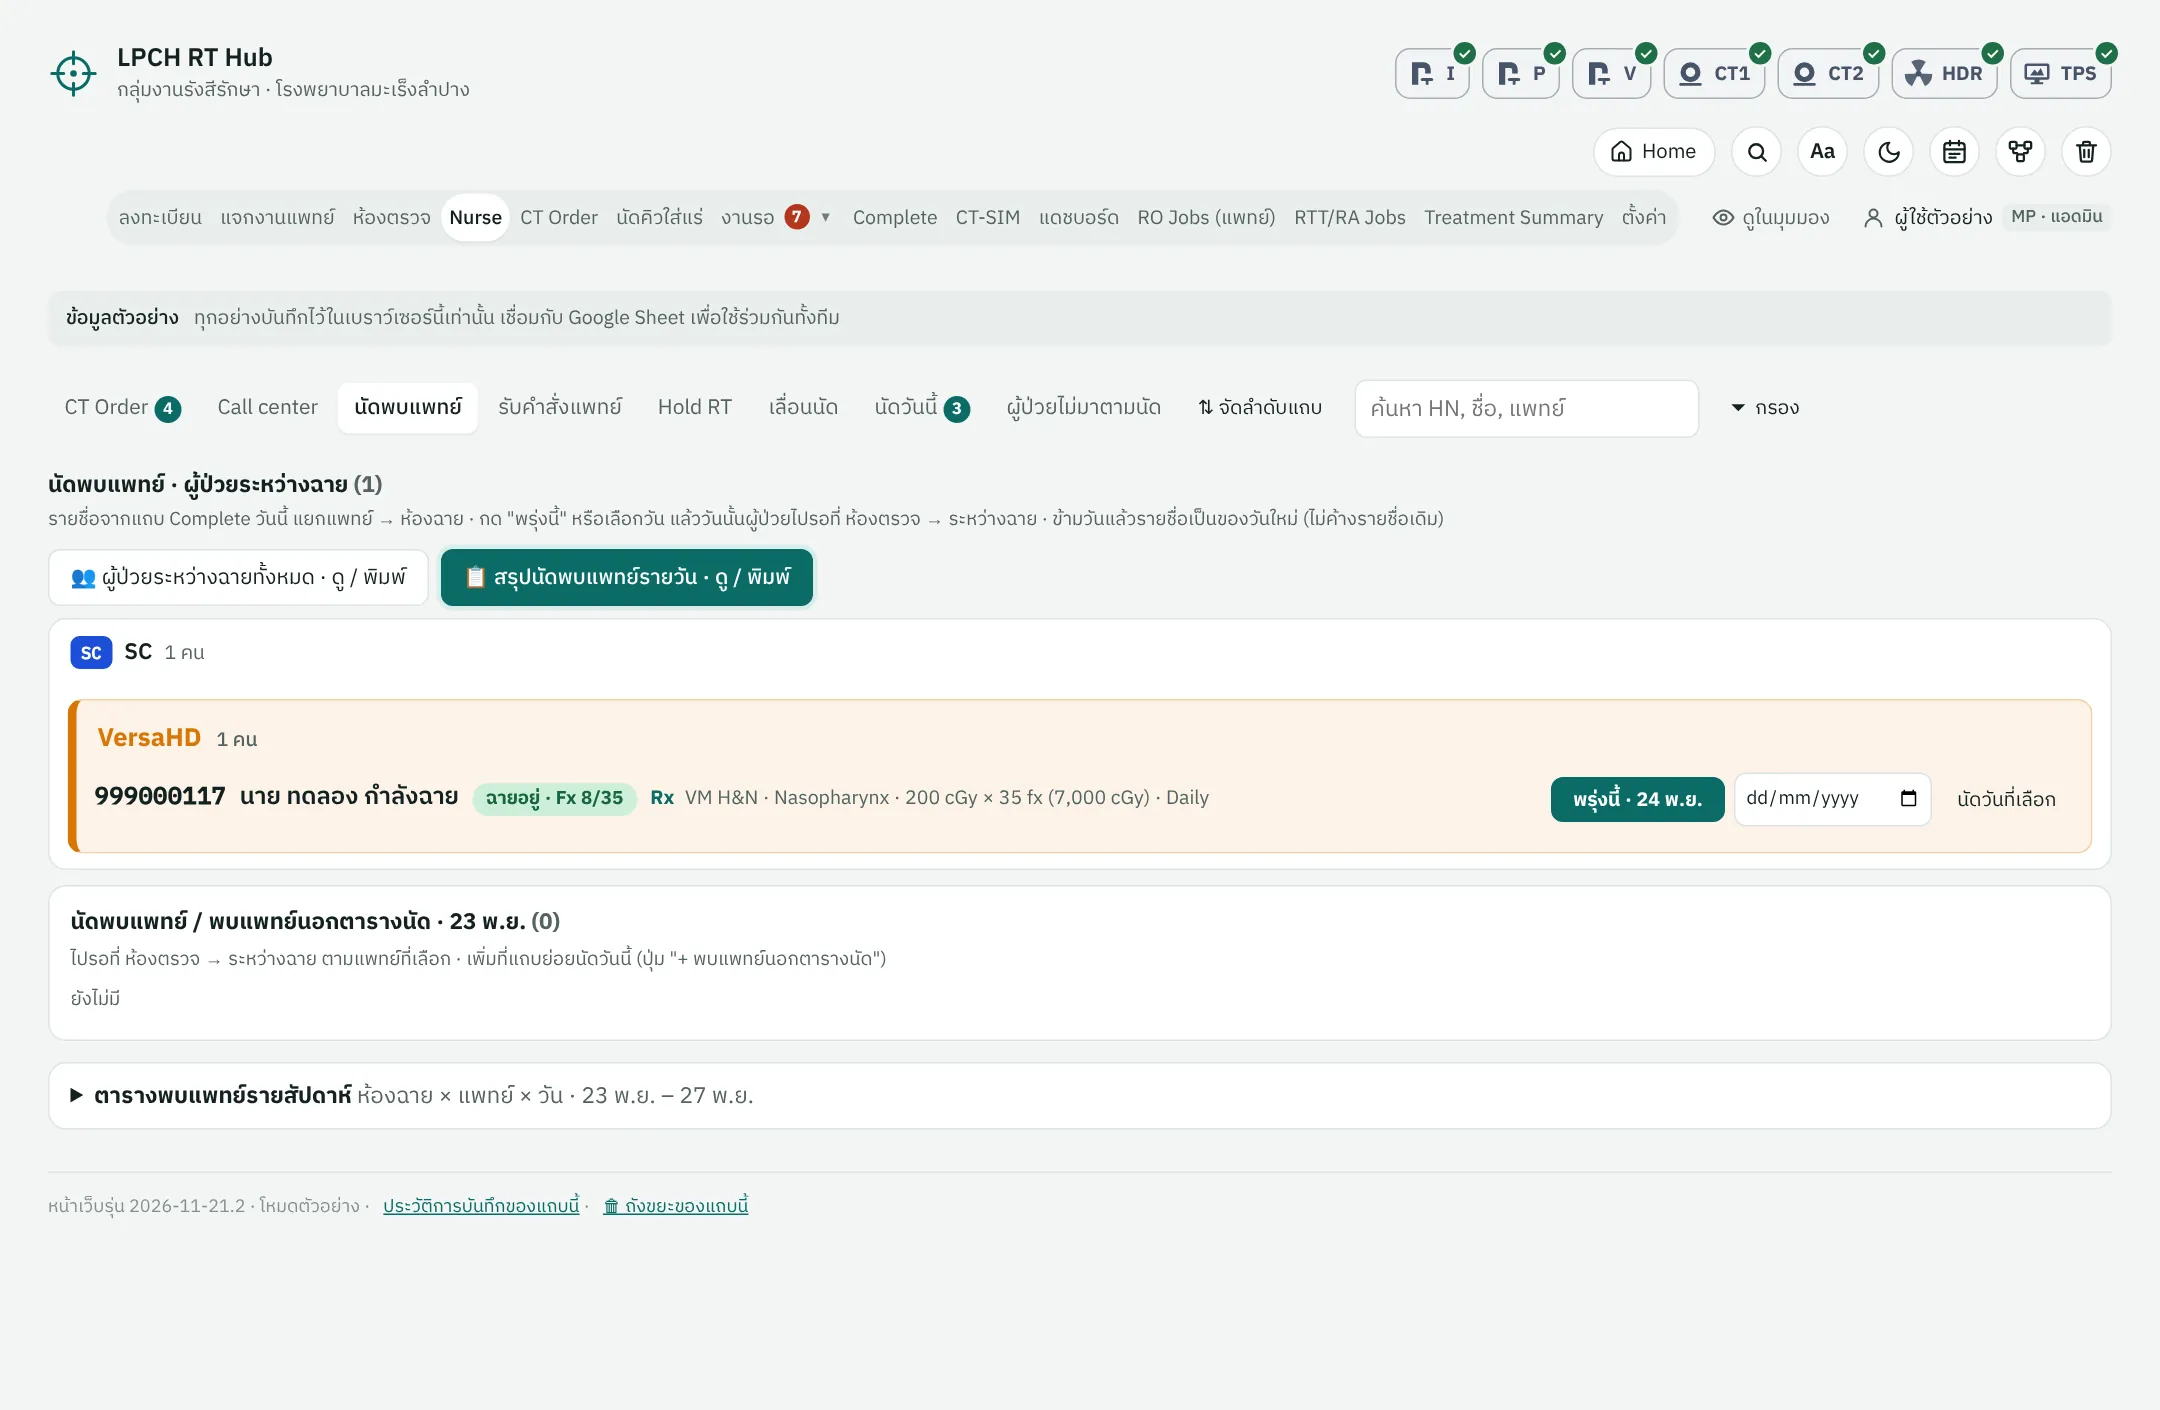 LPCH RT Hub
กลุ่มงานรังสีรักษา · โรงพยาบาลมะเร็งลำปาง
I P V CT1 CT2 HDR TPS
Home Aa
ลงทะเบียน แจกงานแพทย์ ห้องตรวจ Nurse CT Order นัดคิวใส่แร่ งานรอ 7 ▼ Complete CT-SIM แดชบอร์ด RO Jobs (แพทย์) RTT/RA Jobs Treatment Summary ตั้งค่า ดูในมุมมอง ผู้ใช้ตัวอย่าง MP · แอดมิน
ข้อมูลตัวอย่าง ทุกอย่างบันทึกไว้ในเบราว์เซอร์นี้เท่านั้น เชื่อมกับ Google Sheet เพื่อใช้ร่วมกันทั้งทีม
CT Order 4 Call center นัดพบแพทย์ รับคำสั่งแพทย์ Hold RT เลื่อนนัด นัดวันนี้ 3 ผู้ป่วยไม่มาตามนัด ⇅ จัดลำดับแถบ ค้นหา HN, ชื่อ, แพทย์ กรอง
นัดพบแพทย์ · ผู้ป่วยระหว่างฉาย (1)
รายชื่อจากแถบ Complete วันนี้ แยกแพทย์ → ห้องฉาย · กด "พรุ่งนี้" หรือเลือกวัน แล้ววันนั้นผู้ป่วยไปรอที่ ห้องตรวจ → ระหว่างฉาย · ข้ามวันแล้วรายชื่อเป็นของวันใหม่ (ไม่ค้างรายชื่อเดิม)
👥 ผู้ป่วยระหว่างฉายทั้งหมด · ดู / พิมพ์ 📋 สรุปนัดพบแพทย์รายวัน · ดู / พิมพ์
SC SC 1 คน
VersaHD 1 คน
999000117 นาย ทดลอง กำลังฉาย ฉายอยู่ · Fx 8/35 Rx VM H&N · Nasopharynx · 200 cGy × 35 fx (7,000 cGy) · Daily พรุ่งนี้ · 24 พ.ย. dd/mm/yyyy นัดวันที่เลือก
นัดพบแพทย์ / พบแพทย์นอกตารางนัด · 23 พ.ย. (0)
ไปรอที่ ห้องตรวจ → ระหว่างฉาย ตามแพทย์ที่เลือก · เพิ่มที่แถบย่อยนัดวันนี้ (ปุ่ม "+ พบแพทย์นอกตารางนัด")
ยังไม่มี
▶ ตารางพบแพทย์รายสัปดาห์ ห้องฉาย × แพทย์ × วัน · 23 พ.ย. – 27 พ.ย.
หน้าเว็บรุ่น 2026-11-21.2 · โหมดตัวอย่าง · ประวัติการบันทึกของแถบนี้ · 🗑 ถังขยะของแถบนี้